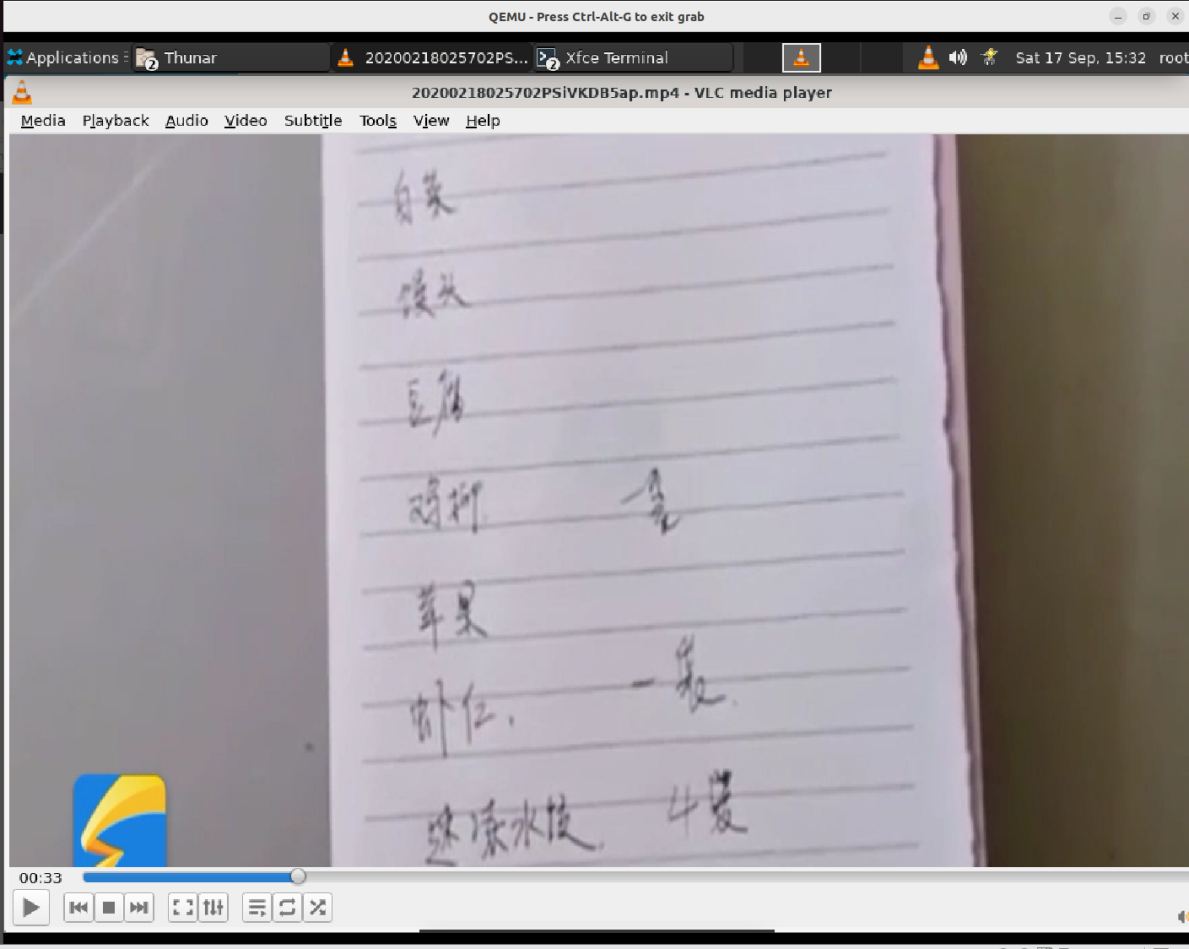 QEMU - Press Ctrl-Alt-G to exit grab
Applications Thunar 20200218025702PS... Xfce Terminal Sat 17 Sep, 15:32 root
20200218025702PSiVKDB5ap.mp4 - VLC media player
Media Playback Audio Video Subtitle Tools View Help
白菜
馒头
豆腐
鸡柳
苹果
虾仁. 一袋.
速冻水饺. 4袋
00:33